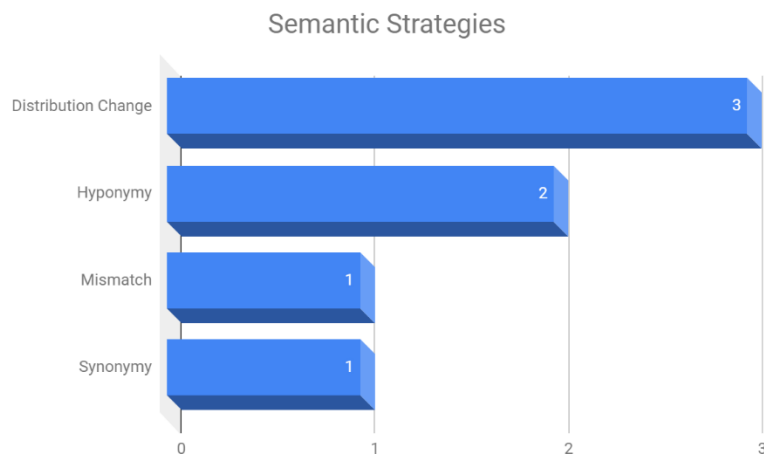 Semantic Strategies
Distribution Change
3
Hyponymy
2
Mismatch
1
Synonymy
1
0
1
2
3